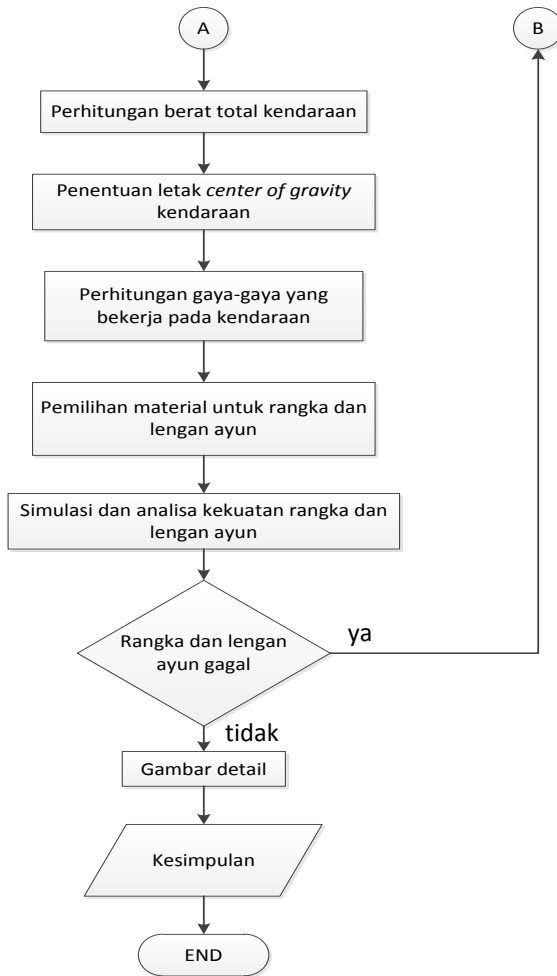 A
B
Perhitungan berat total kendaraan
Penentuan letak center of gravity
kendaraan
Perhitungan gaya-gaya yang
bekerja pada kendaraan
Pemilihan material untuk rangka dan
lengan ayun
Simulasi dan analisa kekuatan rangka dan
lengan ayun
Rangka dan lengan
ayun gagal
ya
tidak
Gambar detail
Kesimpulan
END